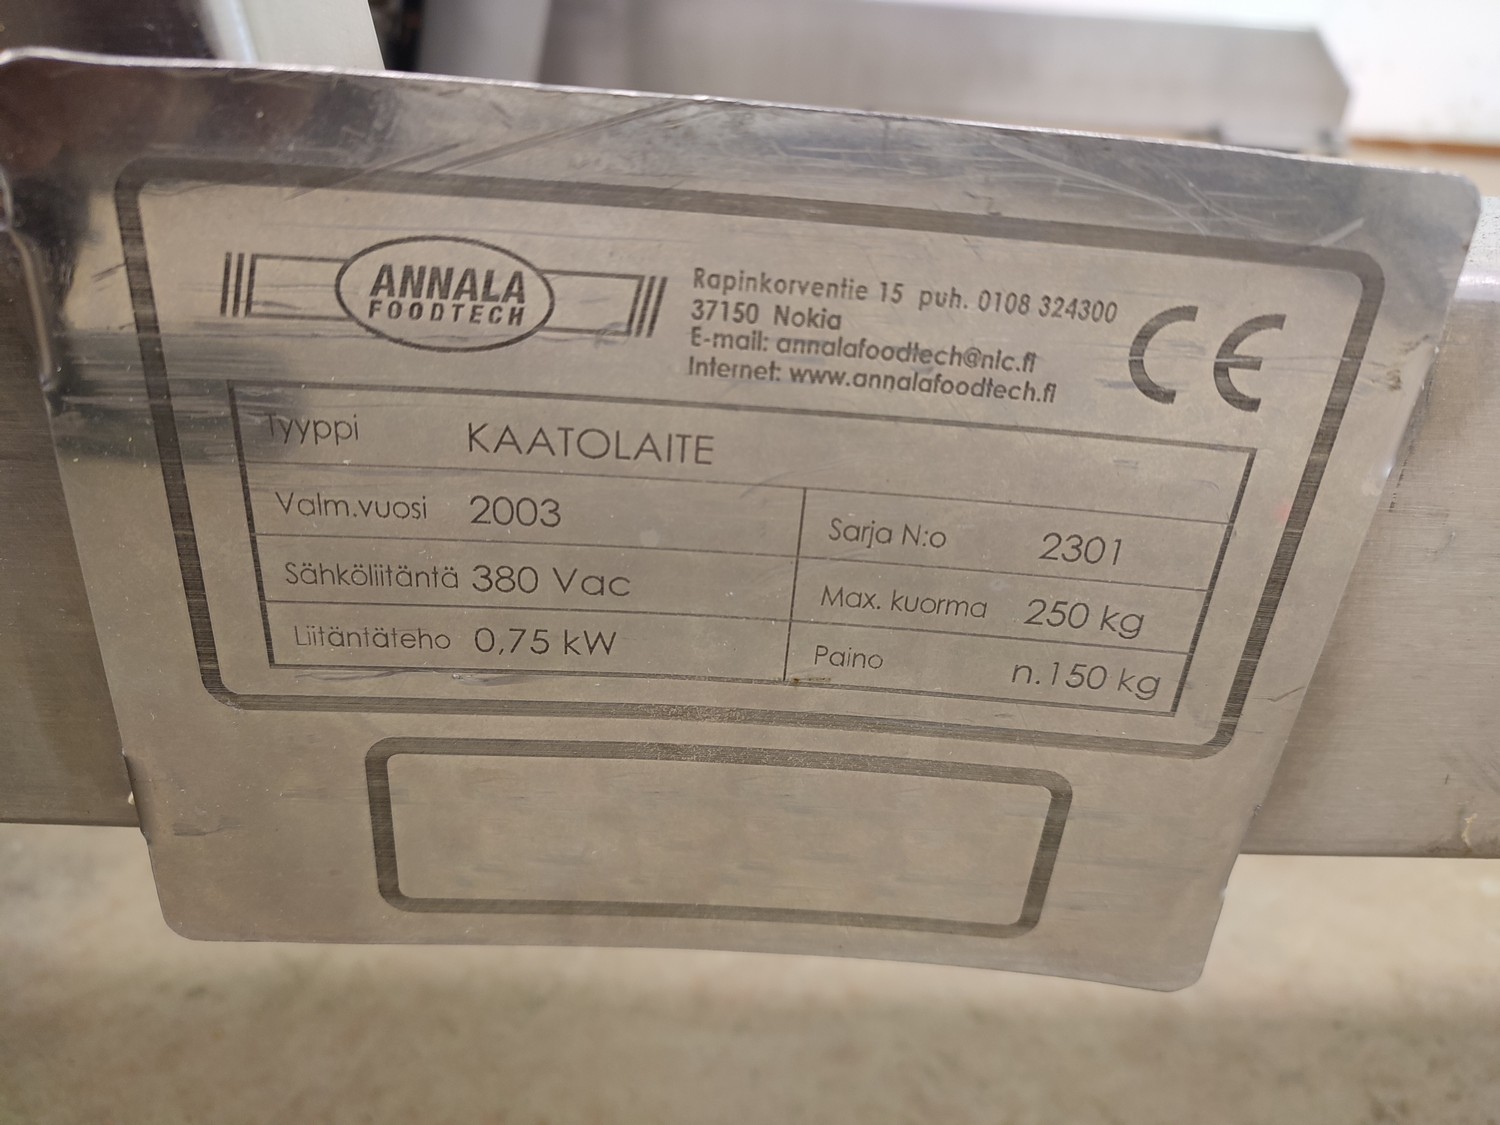 ANNALA
FOODTECH
Rapinkorventie 15 puh. 0108 324300
37150 Nokia
E-mail: annalafoodtech@nlc.fi
Internet: www.annalafoodtech.fi
CE
Tyyppi KAATOLAITE
Valm.vuosi 2003 Sarja N:o 2301
Sähköliitäntä 380 Vac Max. kuorma 250 kg
Liitäntäteho 0,75 kW Paino n.150 kg